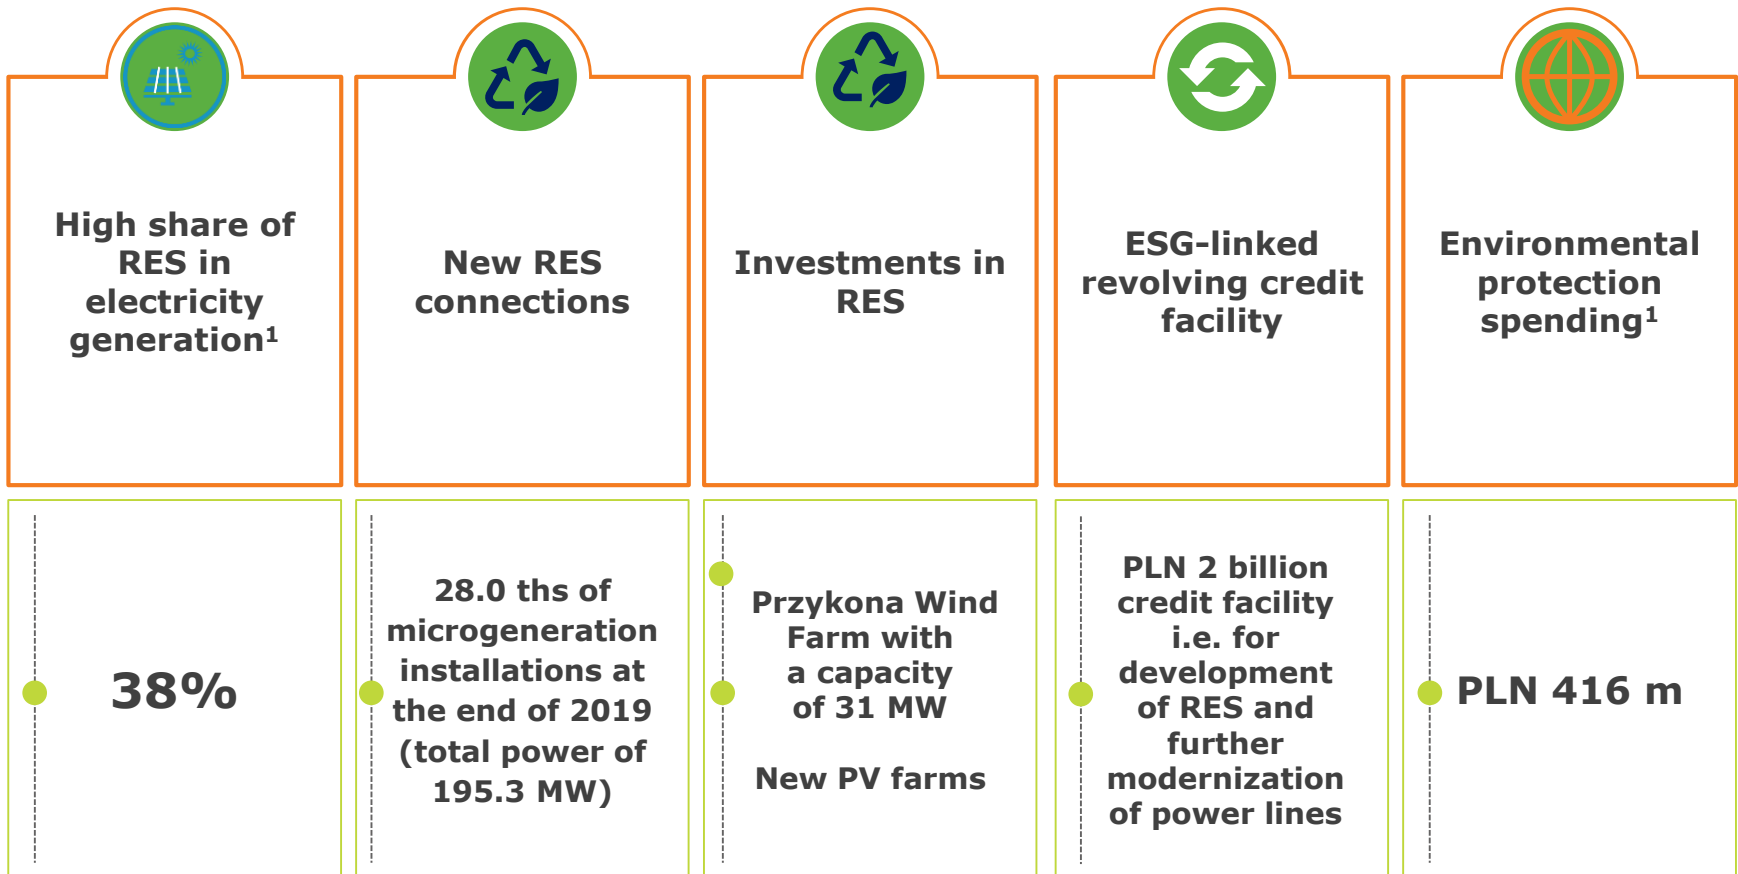 High share of
RES in
electricity
generation¹
New RES
connections
Investments in
RES
ESG-linked
revolving credit
facility
Environmental
protection
spending¹
38%
28.0 ths of
microgeneration
installations at
the end of 2019
(total power of
195.3 MW)
Przykona Wind
Farm with
a capacity
of 31 MW
New PV farms
PLN 2 billion
credit facility
i.e. for
development
of RES and
further
modernization
of power lines
PLN 416 m